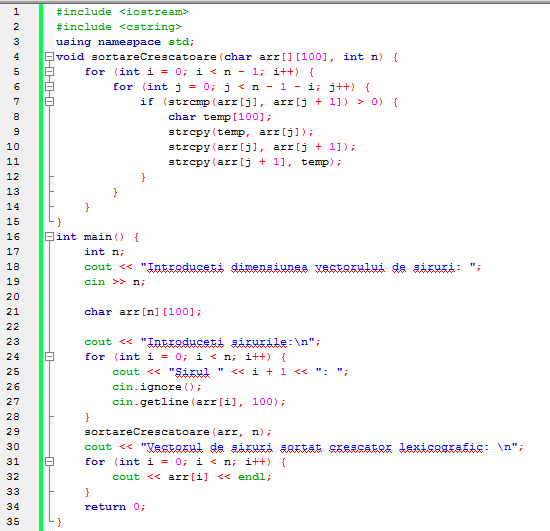 1 #include <iostream>
2 #include <cstring>
3 using namespace std;
4 void sortareCrescatoare(char arr[][100], int n) {
5     for (int i = 0; i < n - 1; i++) {
6         for (int j = 0; j < n - 1 - i; j++) {
7             if (strcmp(arr[j], arr[j + 1]) > 0) {
8                 char temp[100];
9                 strcpy(temp, arr[j]);
10                 strcpy(arr[j], arr[j + 1]);
11                 strcpy(arr[j + 1], temp);
12             }
13         }
14     }
15 }
16 int main() {
17     int n;
18     cout << "Introduceti dimensiunea vectorului de siruri: ";
19     cin >> n;
20
21     char arr[n][100];
22
23     cout << "Introduceti sirurile:\n";
24     for (int i = 0; i < n; i++) {
25         cout << "Sirul " << i + 1 << ": ";
26         cin.ignore();
27         cin.getline(arr[i], 100);
28     }
29     sortareCrescatoare(arr, n);
30     cout << "Vectorul de siruri sortat crescator lexicografic: \n";
31     for (int i = 0; i < n; i++) {
32         cout << arr[i] << endl;
33     }
34     return 0;
35 }